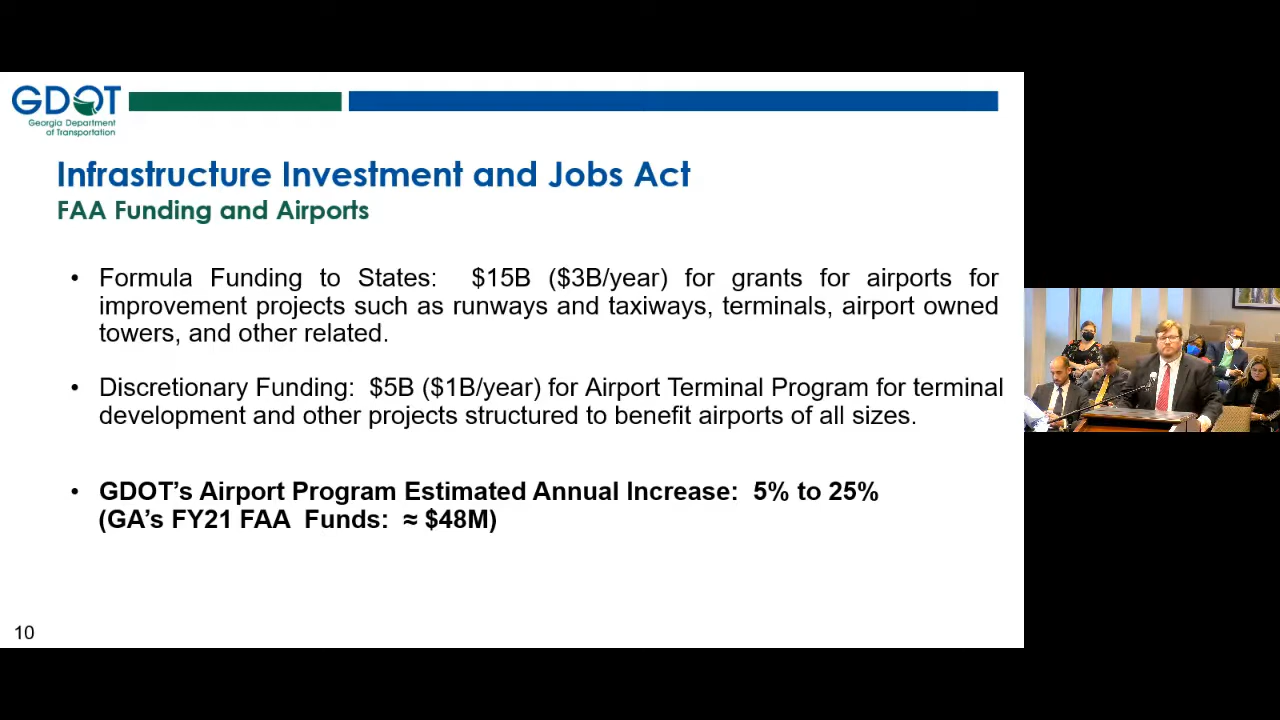 GDOT
Georgia Department
of Transportation
Infrastructure Investment and Jobs Act
FAA Funding and Airports
• Formula Funding to States: $15B ($3B/year) for grants for airports for
improvement projects such as runways and taxiways, terminals, airport owned
towers, and other related.
• Discretionary Funding: $5B ($1B/year) for Airport Terminal Program for terminal
development and other projects structured to benefit airports of all sizes.
• GDOT's Airport Program Estimated Annual Increase: 5% to 25%
(GA's FY21 FAA Funds: ≈ $48M)
10